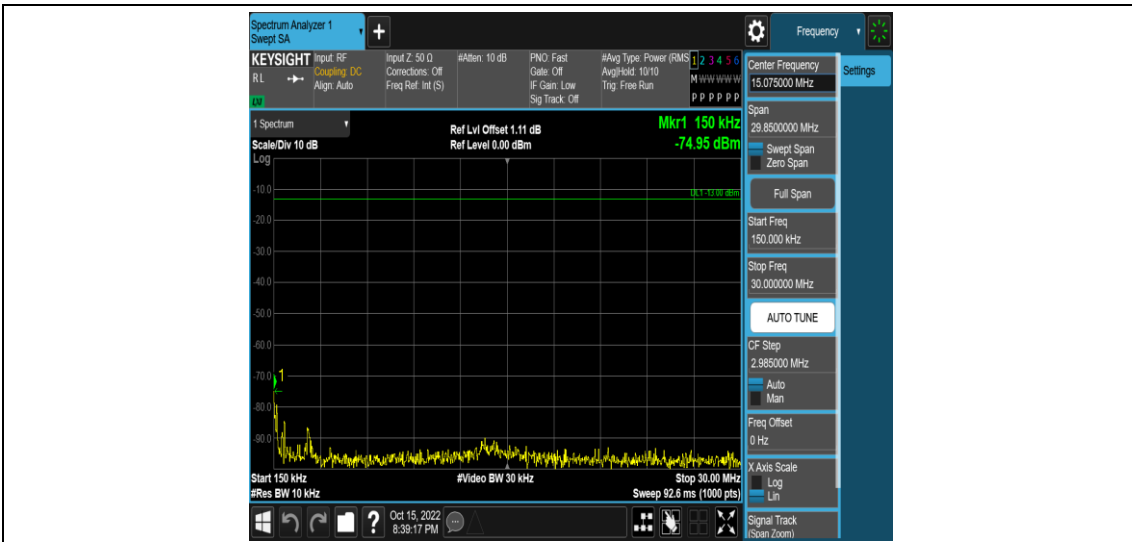 Spectrum Analyzer 1
Swept SA
+
Frequency
KEYSIGHT
RL
LXI
Input: RF
Coupling: DC
Align: Auto
Input Z: 50 Ω
Corrections: Off
Freq Ref: Int (S)
#Atten: 10 dB
PNO: Fast
Gate: Off
IF Gain: Low
Sig Track: Off
#Avg Type: Power (RMS
Avg|Hold: 10/10
Trig: Free Run
1 2 3 4 5 6
M W W W W W
P P P P P P
Center Frequency
15.075000 MHz
Settings
Span
29.8500000 MHz
Swept Span
Zero Span
Full Span
Start Freq
150.000 kHz
Stop Freq
30.000000 MHz
AUTO TUNE
CF Step
2.985000 MHz
Auto
Man
Freq Offset
0 Hz
X Axis Scale
Log
Lin
Signal Track
(Span Zoom)
1 Spectrum
Scale/Div 10 dB
Log
Ref Lvl Offset 1.11 dB
Ref Level 0.00 dBm
Mkr1 150 kHz
-74.95 dBm
DL1 -13.00 dBm
-10.0
-20.0
-30.0
-40.0
-50.0
-60.0
-70.0
1
-80.0
-90.0
Start 150 kHz
#Video BW 30 kHz
Stop 30.00 MHz
#Res BW 10 kHz
Sweep 92.6 ms (1000 pts)
?
Oct 15, 2022
8:39:17 PM